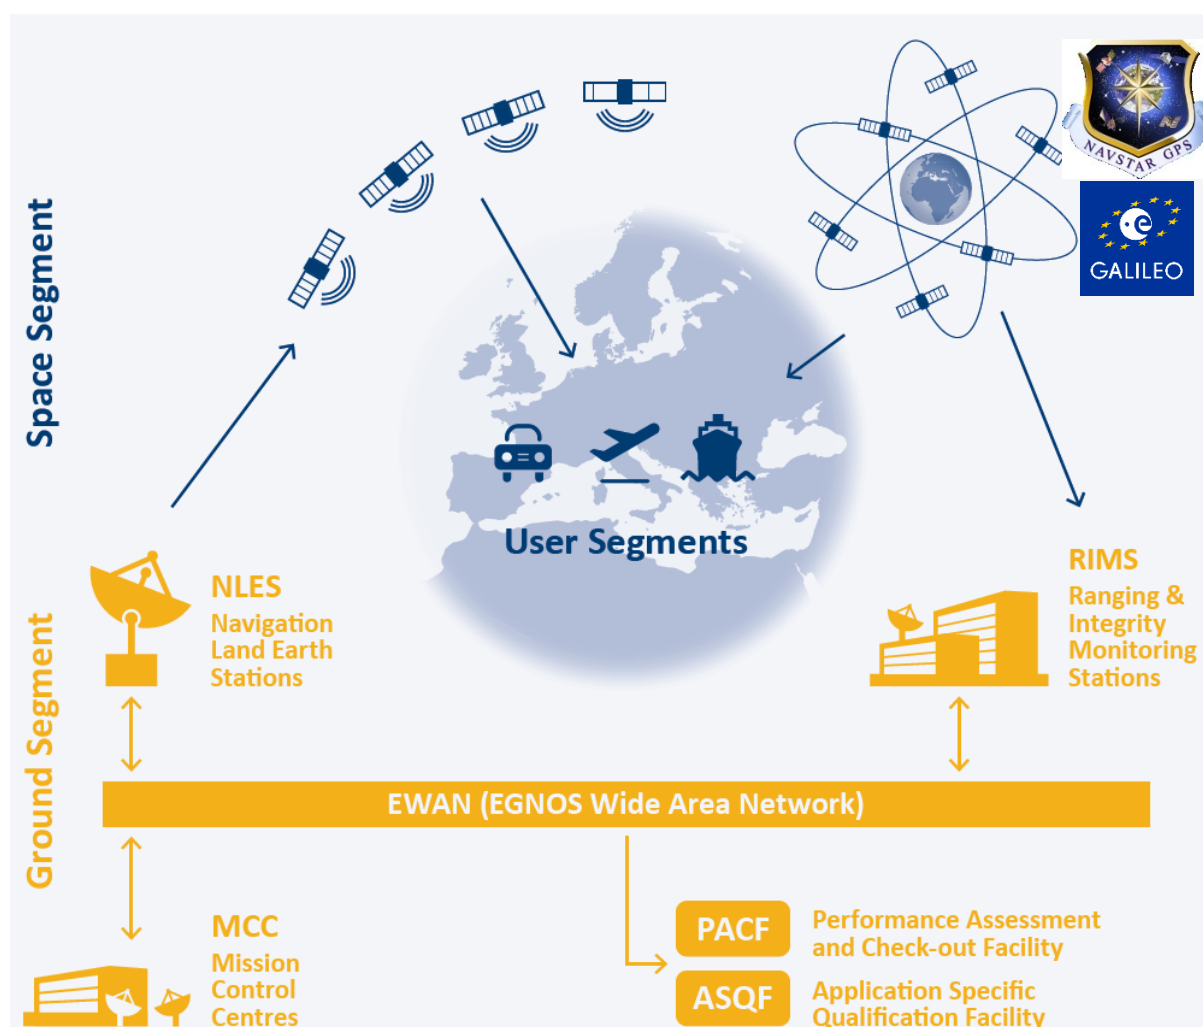 NAVSTAR GPS
GALILEO
Space Segment
User Segments
Ground Segment
NLES
Navigation
Land Earth
Stations
RIMS
Ranging &
Integrity
Monitoring
Stations
EWAN (EGNOS Wide Area Network)
MCC
Mission
Control
Centres
PACF
Performance Assessment
and Check-out Facility
ASQF
Application Specific
Qualification Facility